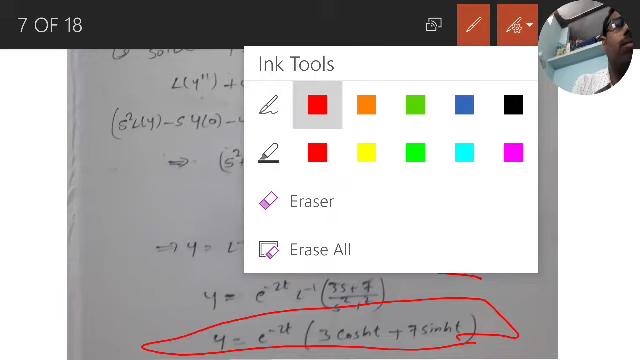 7 OF 18
Ink Tools
Eraser
Erase All
L(y'')
(s²L(y) - s y(0)
⇒ (s²
⇒ y = L⁻
y = e^-2t L⁻¹ (3s+7 /
y = e^-2t (3 cosht + 7 sinht)